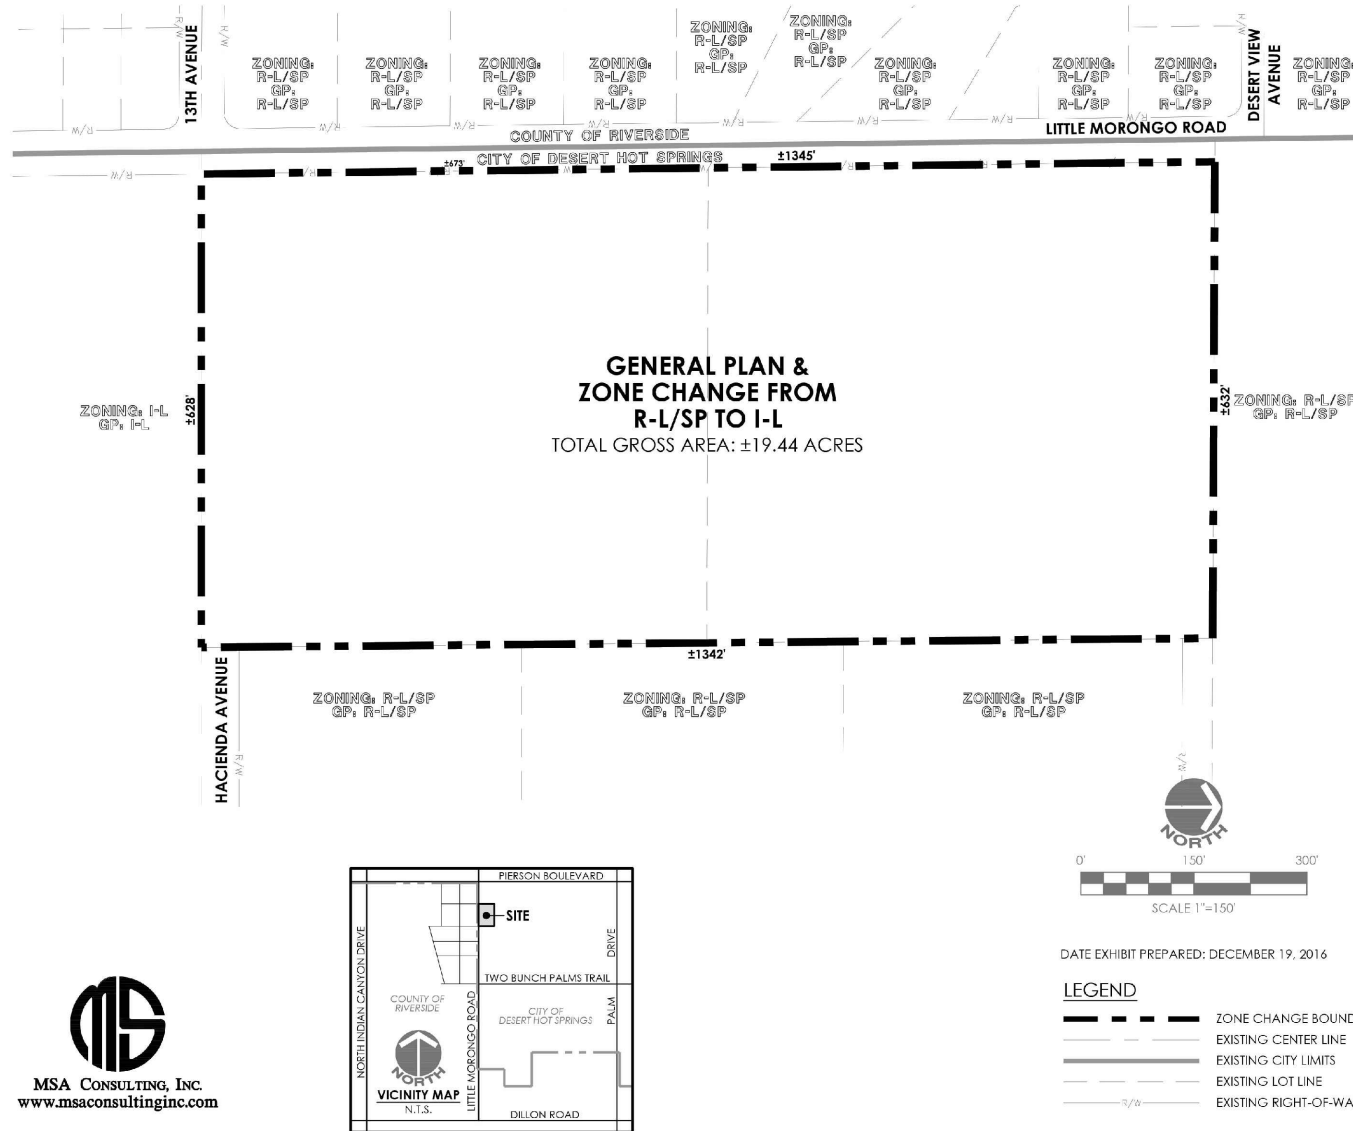 13TH AVENUE
ZONING:
R-L/SP
GP:
R-L/SP
ZONING:
R-L/SP
GP:
R-L/SP
ZONING:
R-L/SP
GP:
R-L/SP
ZONING:
R-L/SP
GP:
R-L/SP
ZONING:
R-L/SP
GP:
R-L/SP
ZONING:
R-L/SP
GP:
R-L/SP
ZONING:
R-L/SP
GP:
R-L/SP
ZONING:
R-L/SP
GP:
R-L/SP
ZONING:
R-L/SP
GP:
R-L/SP
DESERT VIEW
AVENUE
ZONING:
R-L/SP
GP:
R-L/SP
R/W
R/W
R/W
R/W
R/W
R/W
R/W
R/W
R/W
COUNTY OF RIVERSIDE
LITTLE MORONGO ROAD
CITY OF DESERT HOT SPRINGS
±673'
±1345'
R/W
R/W
R/W
R/W
R/W
R/W
R/W
GENERAL PLAN &
ZONE CHANGE FROM
R-L/SP TO I-L
TOTAL GROSS AREA: ±19.44 ACRES
ZONING: I-L
GP: I-L
±628'
±632'
ZONING: R-L/SP
GP: R-L/SP
±1342'
HACIENDA AVENUE
R/W
ZONING: R-L/SP
GP: R-L/SP
ZONING: R-L/SP
GP: R-L/SP
ZONING: R-L/SP
GP: R-L/SP
R/W
NORTH
0' 150' 300'
SCALE 1"=150'
DATE EXHIBIT PREPARED: DECEMBER 19, 2016
LEGEND
ZONE CHANGE BOUND
EXISTING CENTER LINE
EXISTING CITY LIMITS
EXISTING LOT LINE
R/W EXISTING RIGHT-OF-WA
PIERSON BOULEVARD
SITE
NORTH INDIAN CANYON DRIVE
LITTLE MORONGO ROAD
PALM DRIVE
TWO BUNCH PALMS TRAIL
COUNTY OF
RIVERSIDE
CITY OF
DESERT HOT SPRINGS
NORTH
VICINITY MAP
N.T.S.
DILLON ROAD
MS
MSA CONSULTING, INC.
www.msaconsultinginc.com